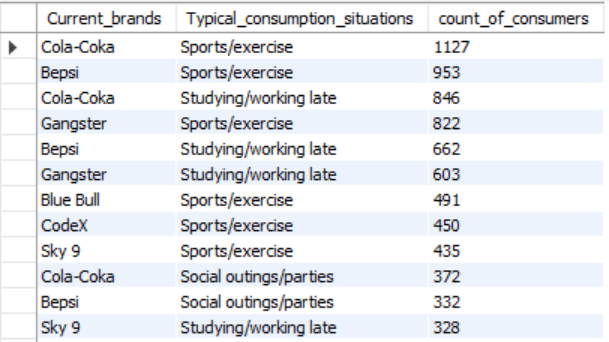 Current_brands Typical_consumption_situations count_of_consumers
Cola-Coka Sports/exercise 1127
Bepsi Sports/exercise 953
Cola-Coka Studying/working late 846
Gangster Sports/exercise 822
Bepsi Studying/working late 662
Gangster Studying/working late 603
Blue Bull Sports/exercise 491
CodeX Sports/exercise 450
Sky 9 Sports/exercise 435
Cola-Coka Social outings/parties 372
Bepsi Social outings/parties 332
Sky 9 Studying/working late 328